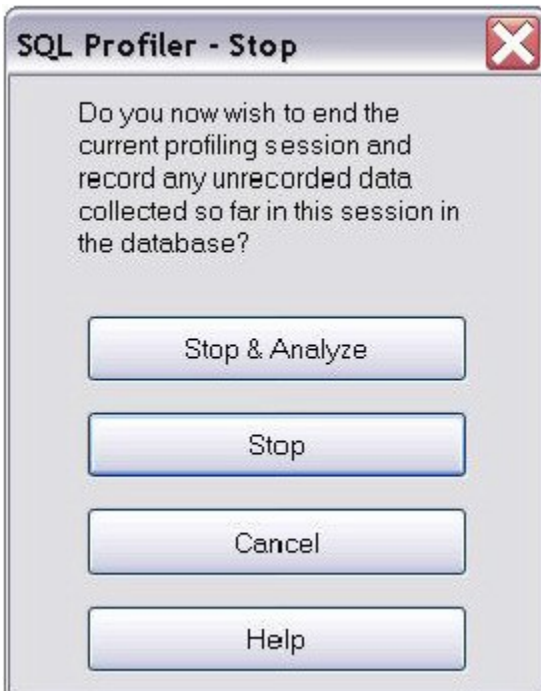 SQL Profiler - Stop
Do you now wish to end the
current profiling session and
record any unrecorded data
collected so far in this session in
the database?
Stop & Analyze
Stop
Cancel
Help